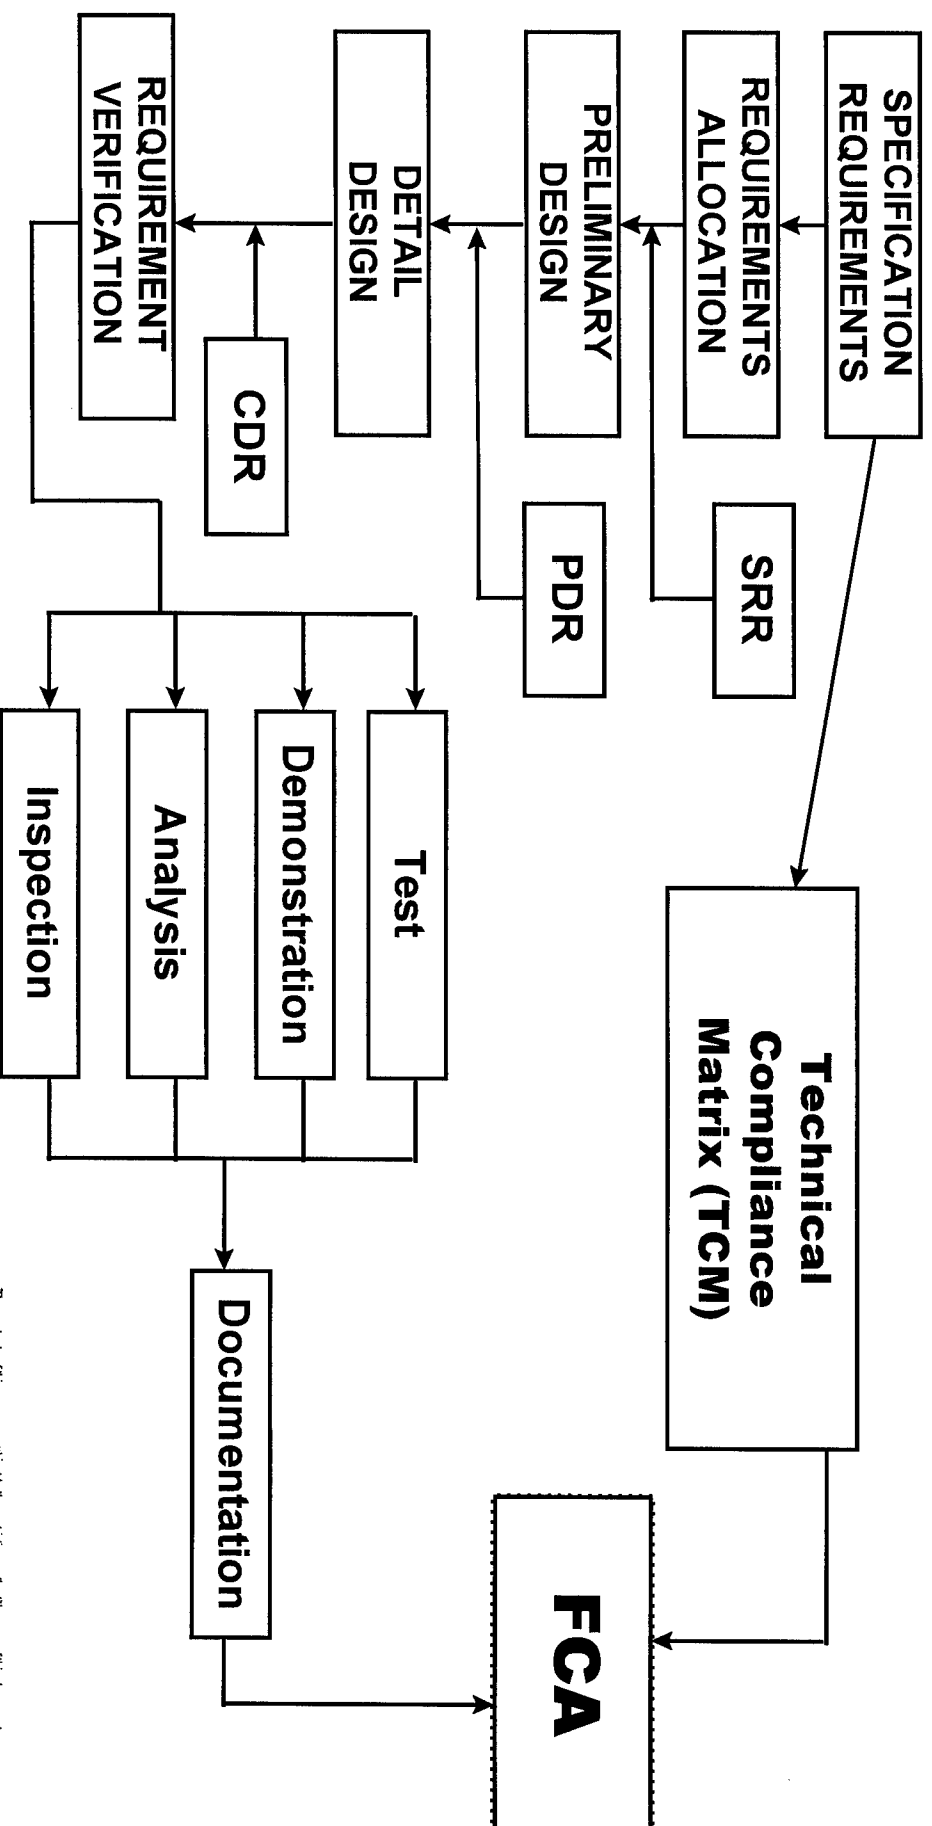 SPECIFICATION
REQUIREMENTS
REQUIREMENTS
ALLOCATION
SRR
PRELIMINARY
DESIGN
PDR
DETAIL
DESIGN
CDR
REQUIREMENT
VERIFICATION
Technical
Compliance
Matrix (TCM)
Test
Demonstration
Analysis
Inspection
Documentation
FCA